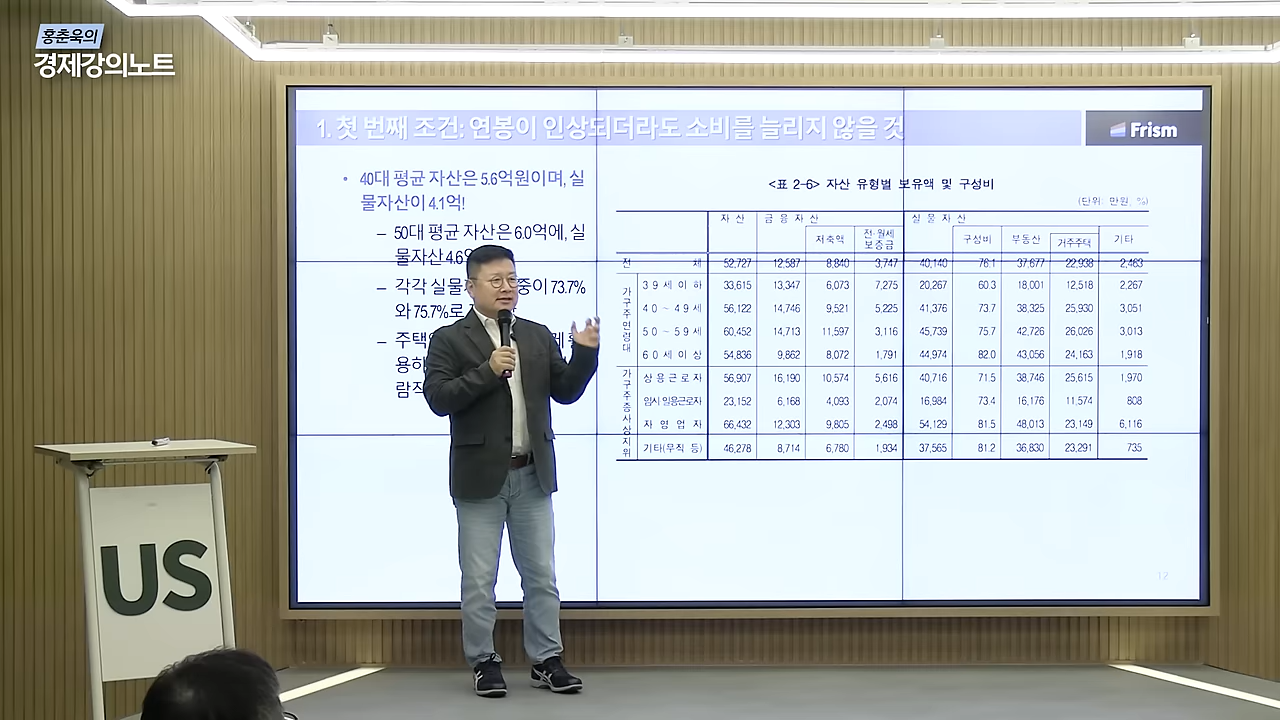 홍춘욱의
경제강의노트
1. 첫 번째 조건: 연봉이 인상되더라도 소비를 늘리지 않을 것
Frism
• 40대 평균 자산은 5.6억원이며, 실
물자산이 4.1억!
– 50대 평균 자산은 6.0억에, 실
물자산 4.6
– 각각 실물 중이 73.7%
와 75.7%로
– 주택
용하
람직
<표 2-6> 자산 유형별 보유액 및 구성비
(단위: 만원, %)
자 산 금 융 자 산 실 물 자 산
저축액 전·월세 보증금 구성비 부동산 거주주택 기타
전 체 52,727 12,587 8,840 3,747 40,140 76.1 37,677 22,938 2,463
가구주연령대
3 9 세 이 하 33,615 13,347 6,073 7,275 20,267 60.3 18,001 12,518 2,267
4 0 ~ 4 9 세 56,122 14,746 9,521 5,225 41,376 73.7 38,325 25,930 3,051
5 0 ~ 5 9 세 60,452 14,713 11,597 3,116 45,739 75.7 42,726 26,026 3,013
6 0 세 이 상 54,836 9,862 8,072 1,791 44,974 82.0 43,056 24,163 1,918
가구주종사상지위
상 용 근 로 자 56,907 16,190 10,574 5,616 40,716 71.5 38,746 25,615 1,970
임시·일용근로자 23,152 6,168 4,093 2,074 16,984 73.4 16,176 11,574 808
자 영 업 자 66,432 12,303 9,805 2,498 54,129 81.5 48,013 23,149 6,116
기타(무직 등) 46,278 8,714 6,780 1,934 37,565 81.2 36,830 23,291 735
12
US